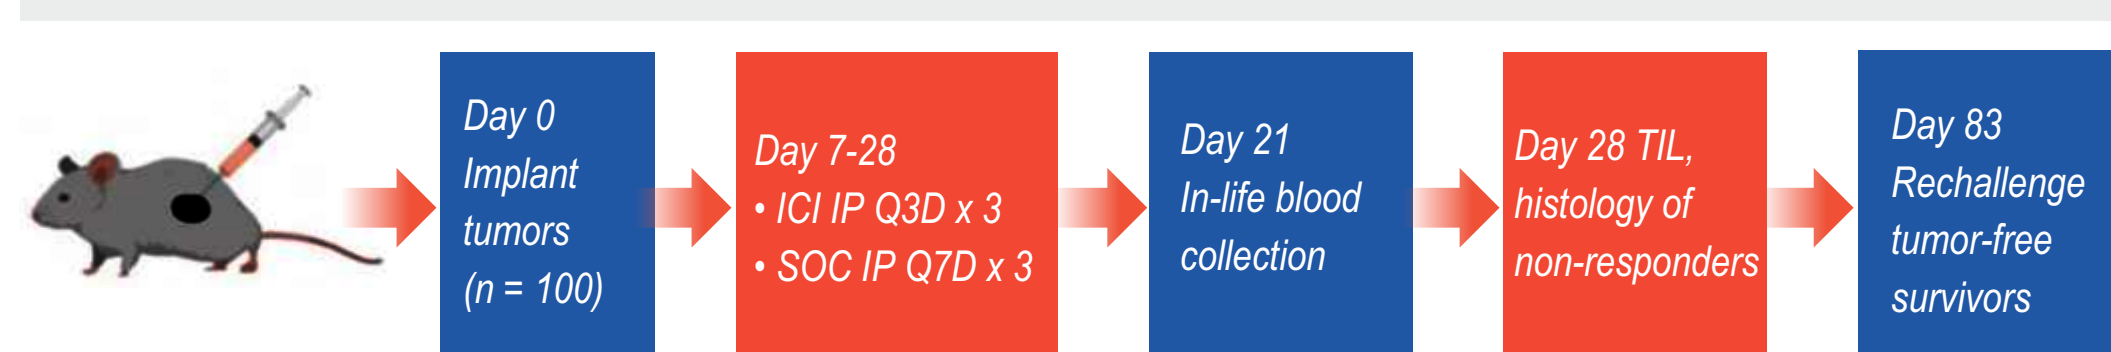 Day 0
Implant
tumors
(n = 100)
Day 7-28
• ICI IP Q3D x 3
• SOC IP Q7D x 3
Day 21
In-life blood
collection
Day 28 TIL,
histology of
non-responders
Day 83
Rechallenge
tumor-free
survivors